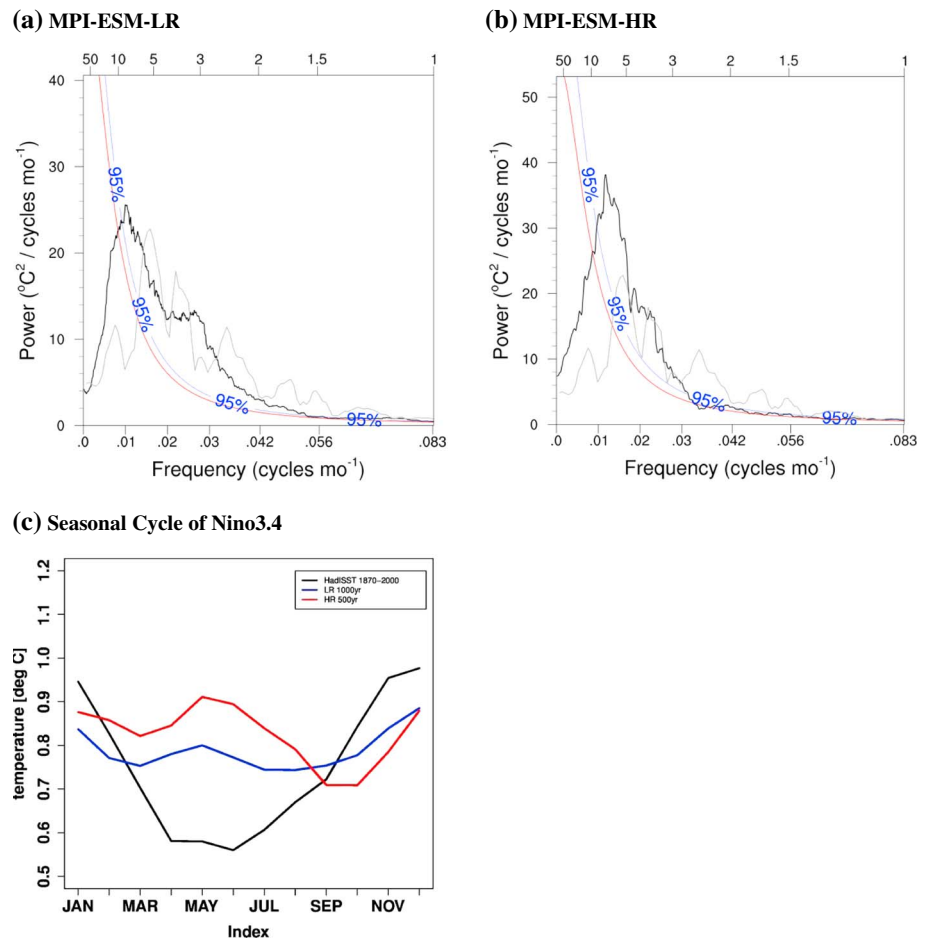 (a) MPI-ESM-LR
50 10 5 3 2 1.5 1
40
30
20
10
0
Power (°C² / cycles mo⁻¹)
95%
95%
95%
95%
.0 .01 .02 .03 .042 .056 .083
Frequency (cycles mo⁻¹)
(b) MPI-ESM-HR
50 10 5 3 2 1.5 1
50
40
30
20
10
0
Power (°C² / cycles mo⁻¹)
95%
95%
95%
95%
.0 .01 .02 .03 .042 .056 .083
Frequency (cycles mo⁻¹)
(c) Seasonal Cycle of Nino3.4
1.2
1.1
1.0
0.9
0.8
0.7
0.6
0.5
temperature [deg C]
HadISST 1870-2000
LR 1000yr
HR 500yr
JAN MAR MAY JUL SEP NOV
Index